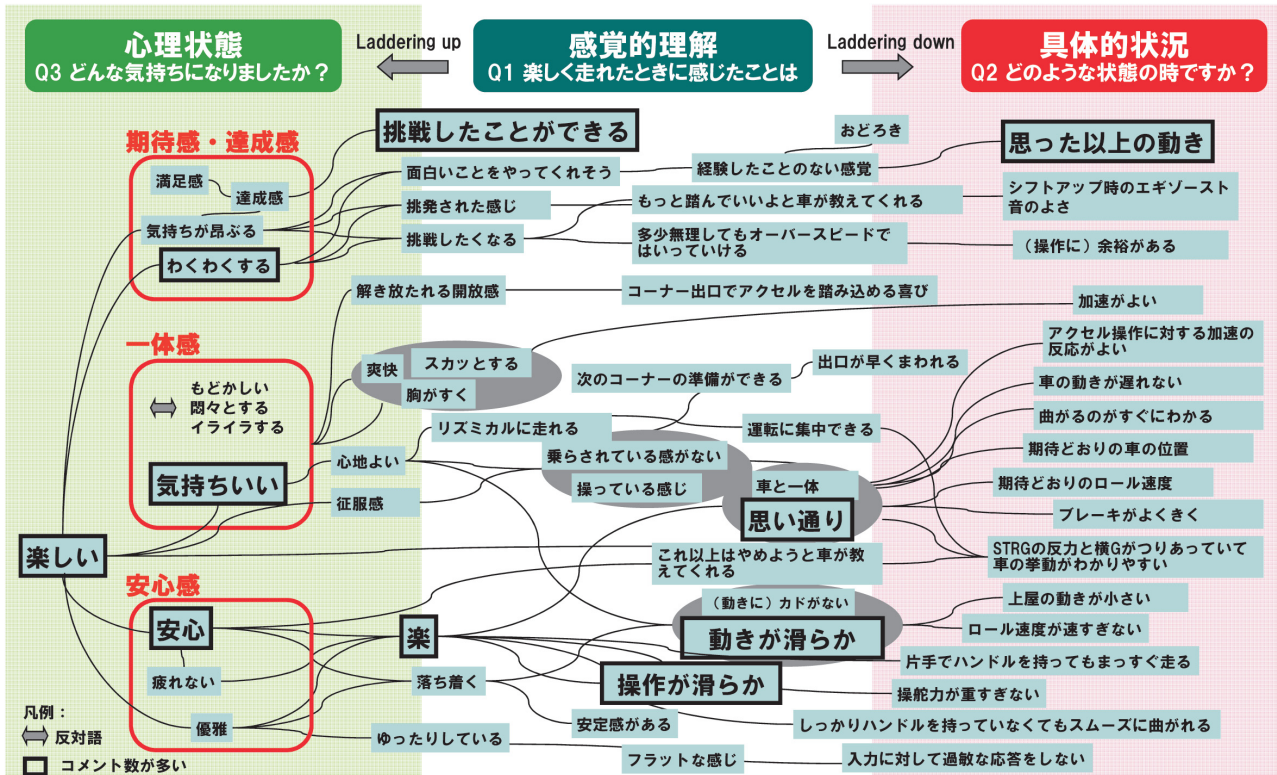 心理状態
Q3 どんな気持ちになりましたか？
Laddering up
感覚的理解
Q1 楽しく走れたときに感じたことは
Laddering down
具体的状況
Q2 どのような状態の時ですか？
期待感・達成感
満足感
達成感
気持ちが昂ぶる
わくわくする
挑戦したことができる
面白いことをやってくれそう
挑発された感じ
挑戦したくなる
おどろき
経験したことのない感覚
もっと踏んでいいよと車が教えてくれる
多少無理してもオーバースピードで
はいっていける
思った以上の動き
シフトアップ時のエギゾースト
音のよさ
（操作に）余裕がある
解き放たれる開放感
コーナー出口でアクセルを踏み込める喜び
加速がよい
一体感
もどかしい
悶々とする
イライラする
気持ちいい
爽快
スカッとする
胸がすく
次のコーナーの準備ができる
出口が早くまわれる
アクセル操作に対する加速の
反応がよい
車の動きが遅れない
曲がるのがすぐにわかる
リズミカルに走れる
運転に集中できる
心地よい
乗らされている感がない
操っている感じ
征服感
車と一体
思い通り
期待どおりの車の位置
期待どおりのロール速度
ブレーキがよくきく
楽しい
これ以上はやめようと車が教
えてくれる
STRGの反力と横Gがつりあっていて
車の挙動がわかりやすい
安心感
安心
疲れない
優雅
楽
落ち着く
ゆったりしている
（動きに）カドがない
動きが滑らか
操作が滑らか
安定感がある
フラットな感じ
上屋の動きが小さい
ロール速度が速すぎない
片手でハンドルを持ってもまっすぐ走る
操舵力が重すぎない
しっかりハンドルを持っていなくてもスムーズに曲がれる
入力に対して過敏な応答をしない
凡例：
反対語
コメント数が多い